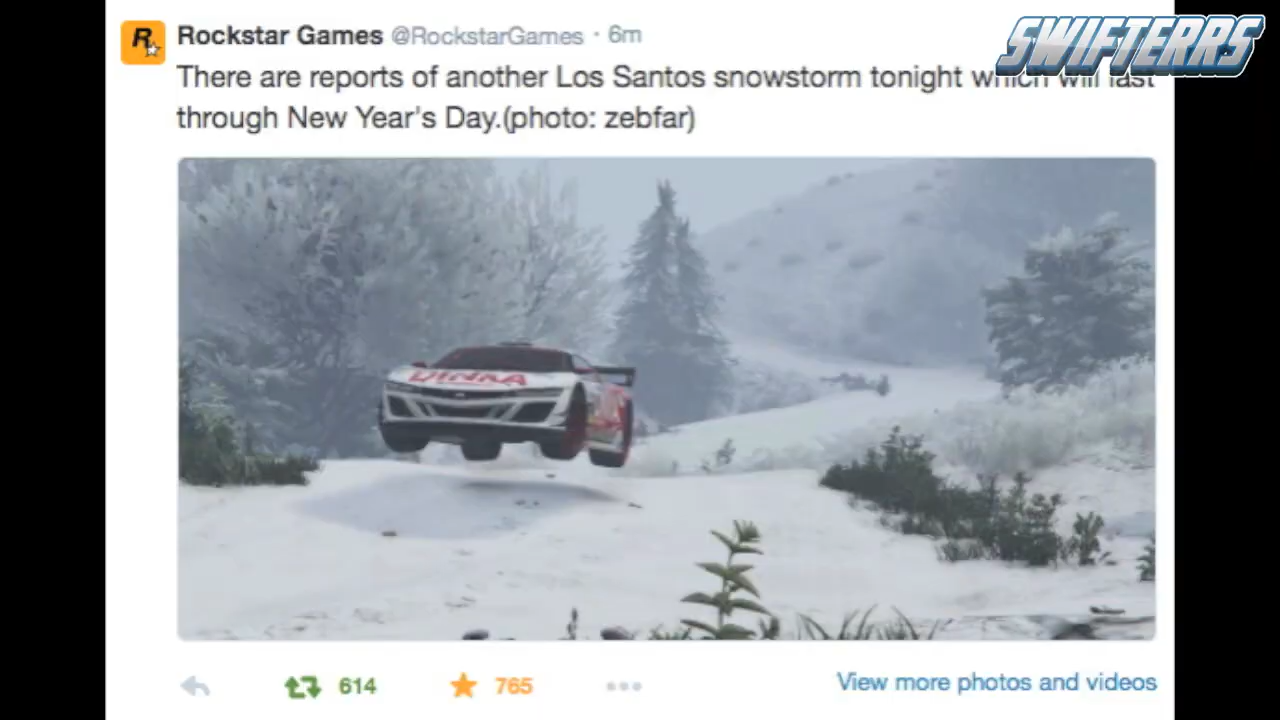 Rockstar Games @RockstarGames · 6m
SWIFTERRS
There are reports of another Los Santos snowstorm tonight which will last
through New Year's Day.(photo: zebfar)
DINKA
614
765
View more photos and videos